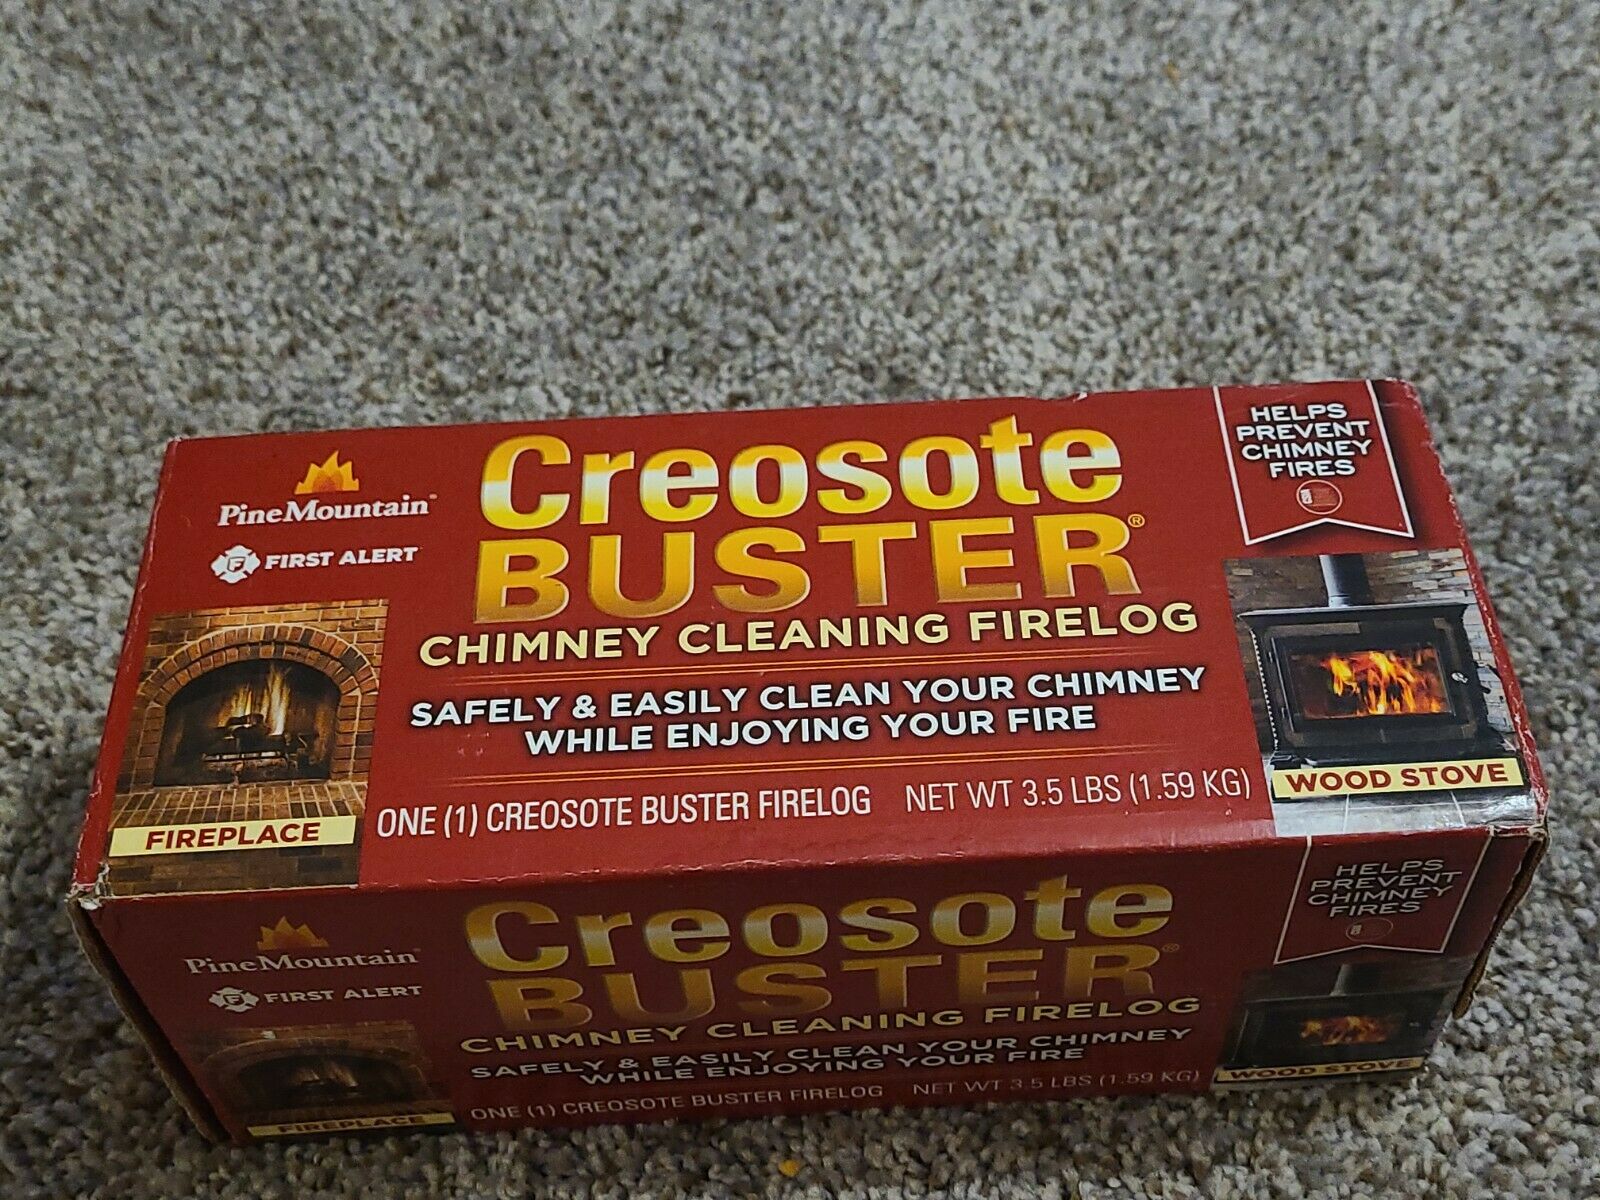 PineMountain®
FIRST ALERT
Creosote
BUSTER®
CHIMNEY CLEANING FIRELOG
SAFELY & EASILY CLEAN YOUR CHIMNEY
WHILE ENJOYING YOUR FIRE
ONE (1) CREOSOTE BUSTER FIRELOG NET WT 3.5 LBS (1.59 KG)
HELPS
PREVENT
CHIMNEY
FIRES
FIREPLACE
WOOD STOVE
PineMountain®
FIRST ALERT
Creosote
BUSTER®
CHIMNEY CLEANING FIRELOG
SAFELY & EASILY CLEAN YOUR CHIMNEY
WHILE ENJOYING YOUR FIRE
ONE (1) CREOSOTE BUSTER FIRELOG NET WT 3.5 LBS (1.59 KG)
HELPS
PREVENT
CHIMNEY
FIRES
FIREPLACE
WOOD STOVE